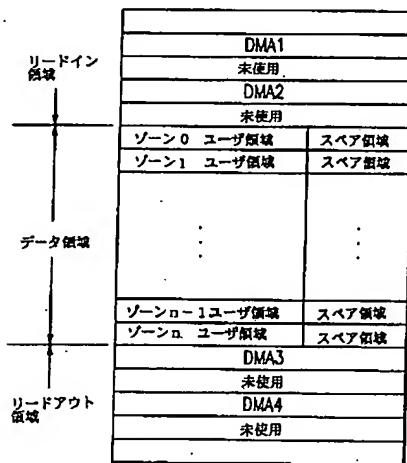 DMA1
リードイン
領域
未使用
DMA2
未使用
ゾーン0 ユーザ領域 スペア領域
ゾーン1 ユーザ領域 スペア領域
データ領域
ゾーンn-1ユーザ領域 スペア領域
ゾーンn ユーザ領域 スペア領域
DMA3
未使用
リードアウト
領域
DMA4
未使用